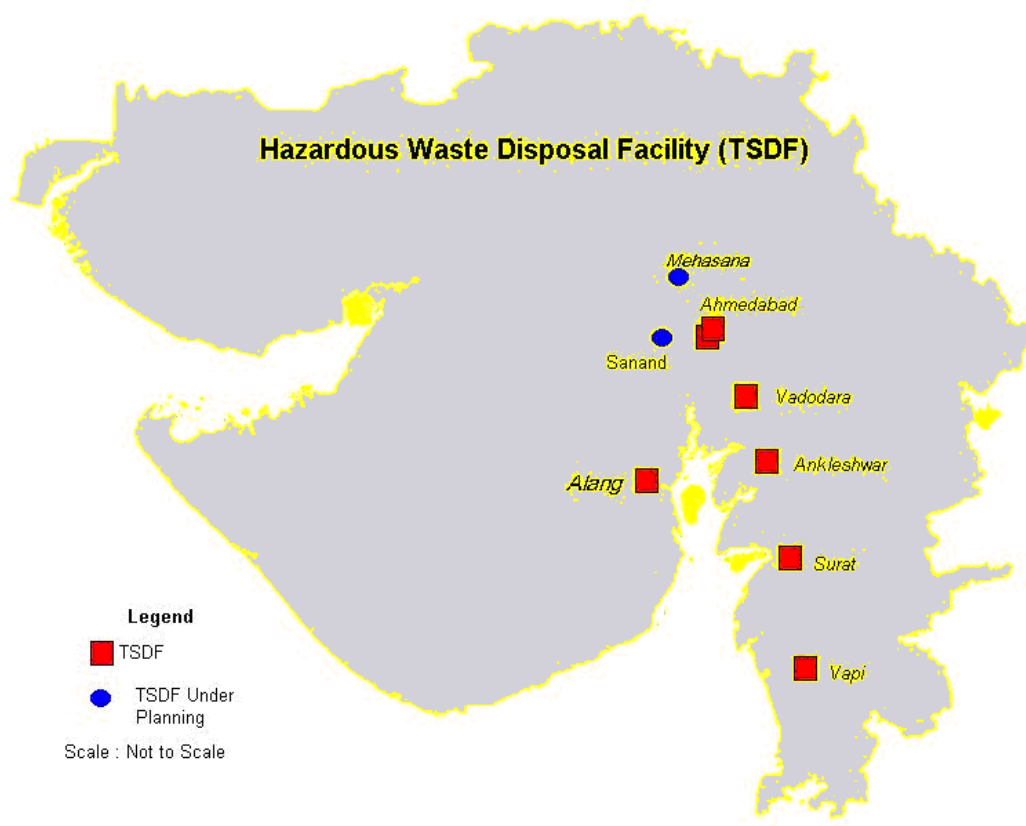 Hazardous Waste Disposal Facility (TSDF)
Mehasana
Ahmedabad
Sanand
Vadodara
Ankleshwar
Alang
Surat
Vapi
Legend
TSDF
TSDF Under
Planning
Scale : Not to Scale